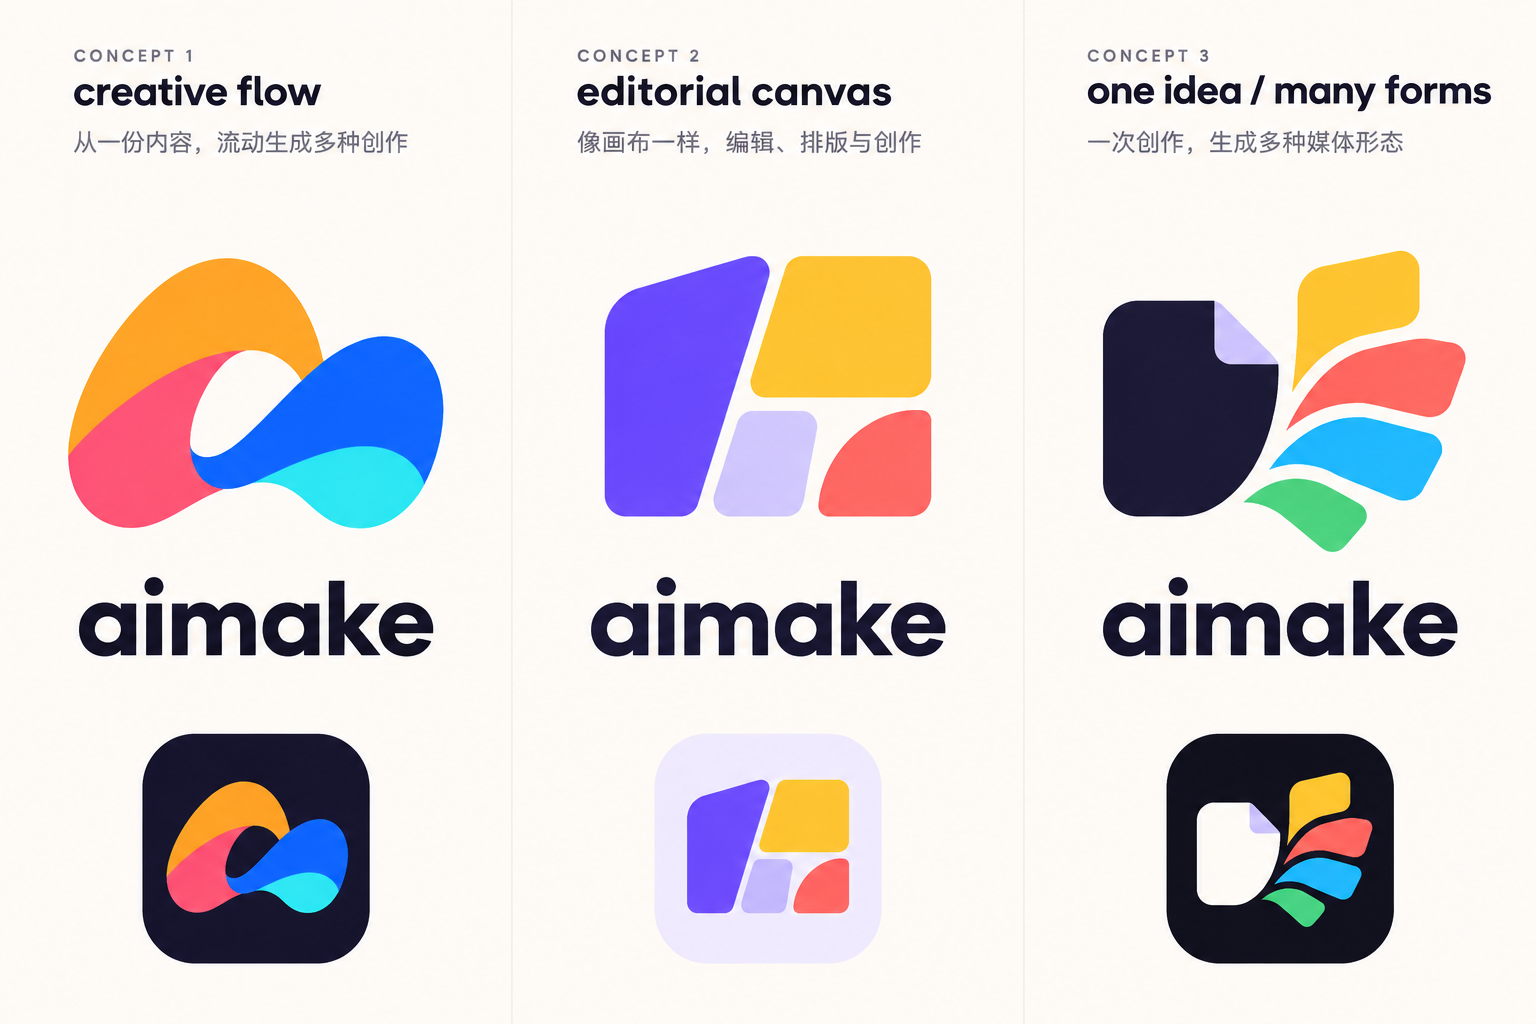 CONCEPT 1
creative flow
从一份内容，流动生成多种创作
aimake
CONCEPT 2
editorial canvas
像画布一样，编辑、排版与创作
aimake
CONCEPT 3
one idea / many forms
一次创作，生成多种媒体形态
aimake